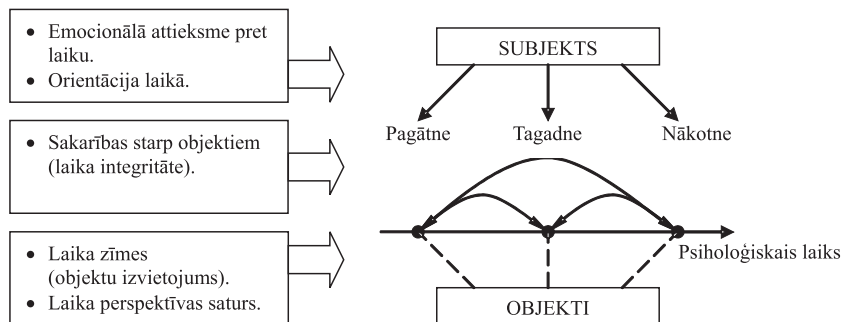 • Emocionālā attieksme pret
laiku.
• Orientācija laikā.
SUBJEKTS
Pagātne
Tagadne
Nākotne
• Sakarības starp objektiem
(laika integritāte).
Psiholoģiskais laiks
• Laika zīmes
(objektu izvietojums).
• Laika perspektīvas saturs.
OBJEKTI